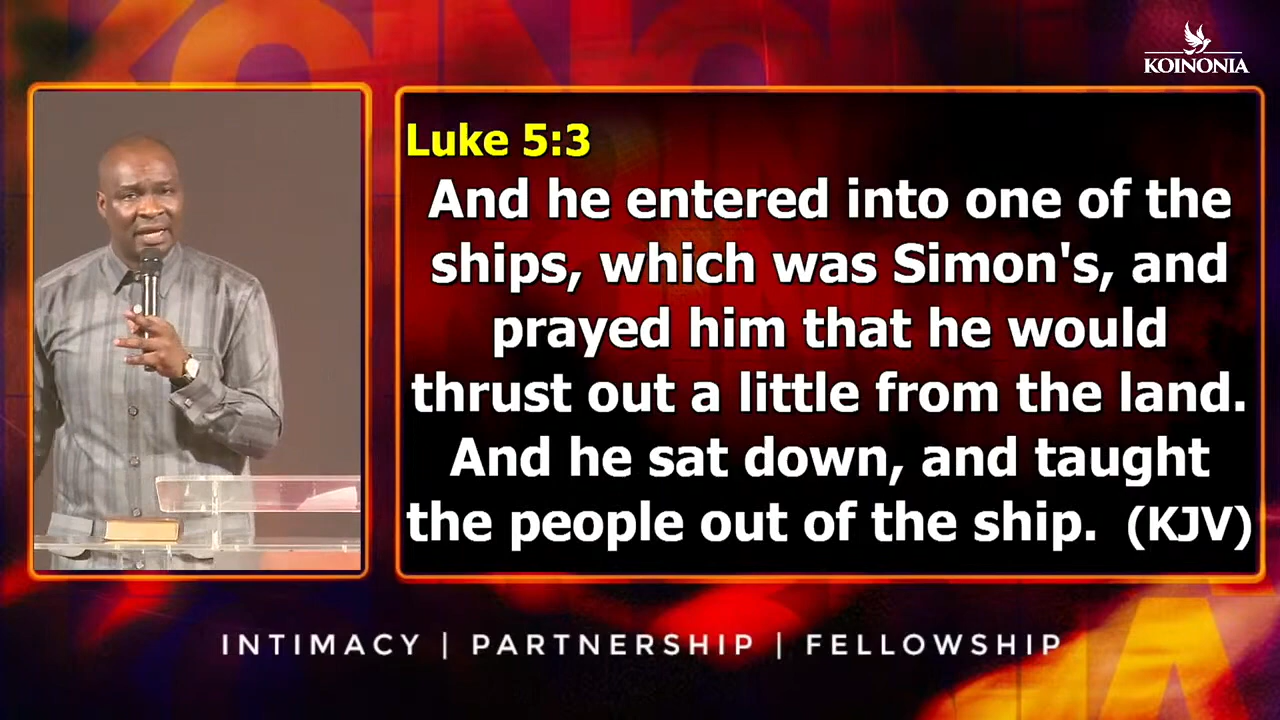 KOINONIA
Luke 5:3
And he entered into one of the
ships, which was Simon's, and
prayed him that he would
thrust out a little from the land.
And he sat down, and taught
the people out of the ship. (KJV)
INTIMACY | PARTNERSHIP | FELLOWSHIP